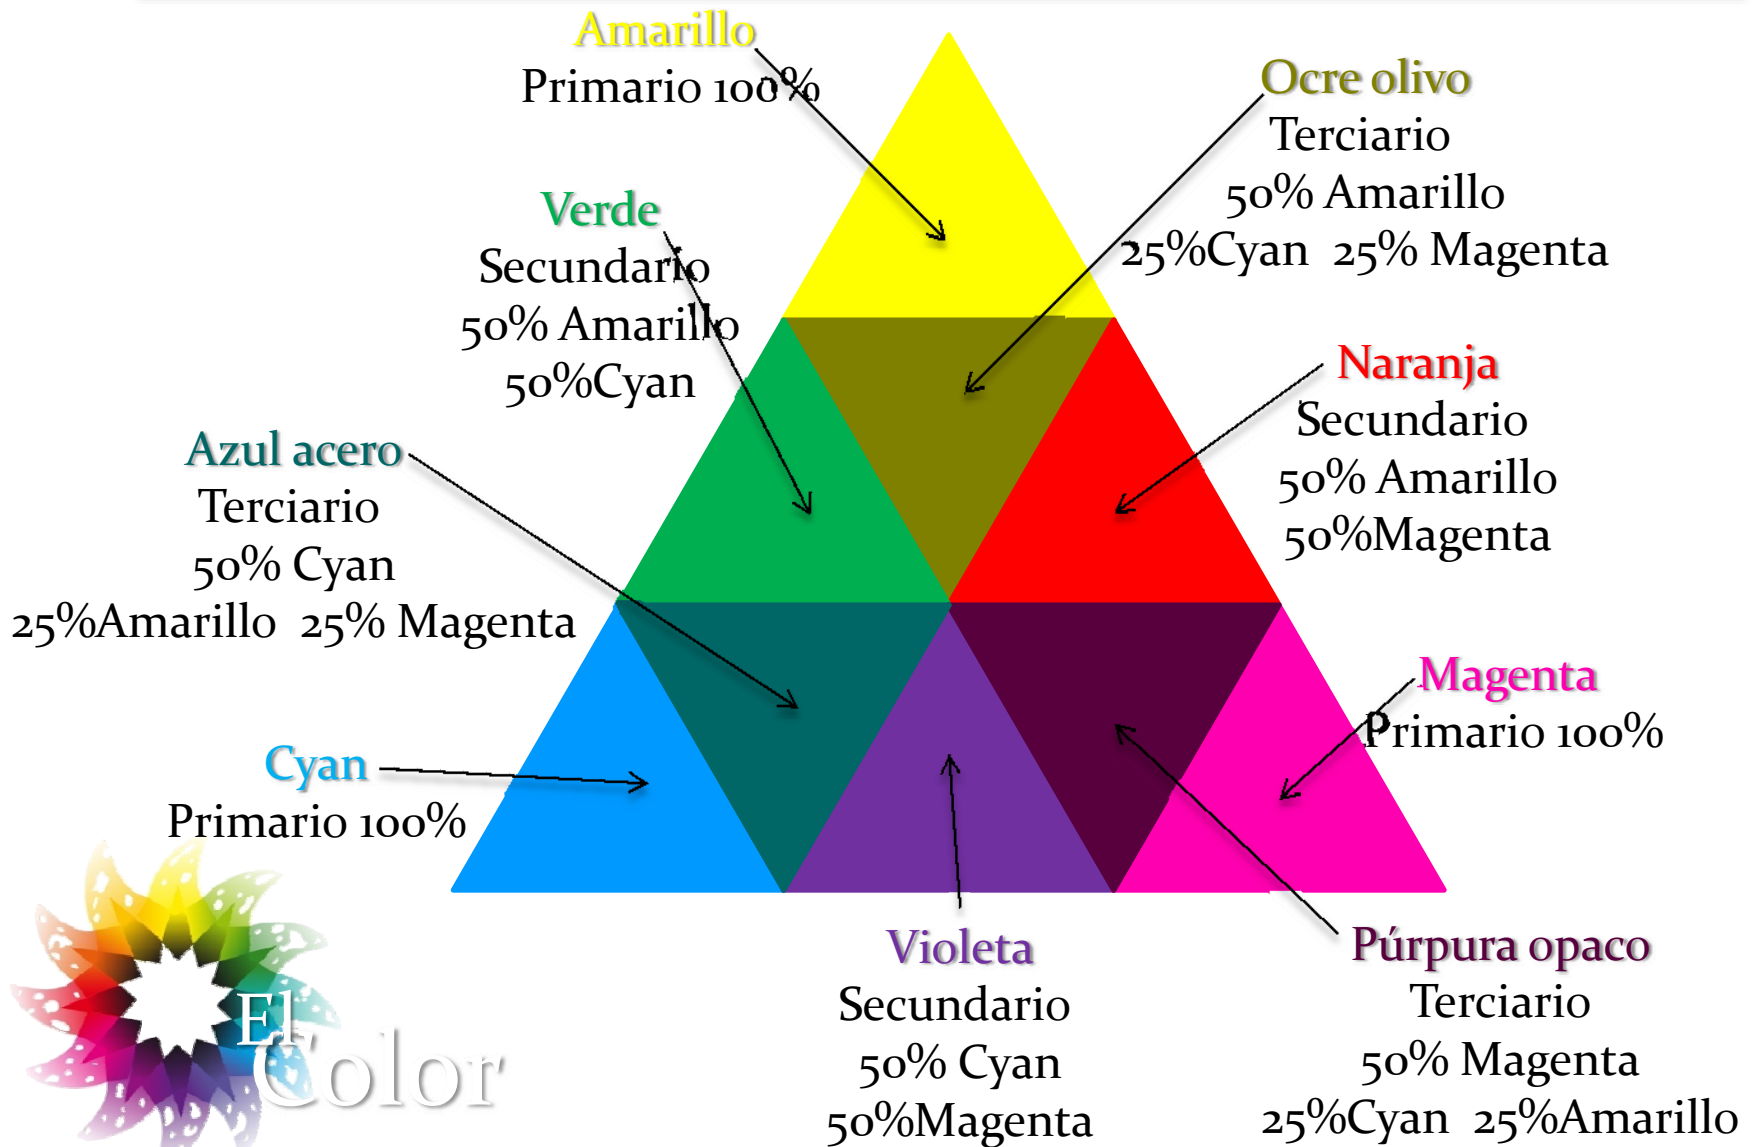 Amarillo
Primario 100%
Ocre olivo
Terciario
50% Amarillo
25%Cyan 25% Magenta
Verde
Secundario
50% Amarillo
50%Cyan
Naranja
Secundario
50% Amarillo
50%Magenta
Azul acero
Terciario
50% Cyan
25%Amarillo 25% Magenta
Magenta
Primario 100%
Cyan
Primario 100%
Violeta
Secundario
50% Cyan
50%Magenta
Púrpura opaco
Terciario
50% Magenta
25%Cyan 25%Amarillo
El
Color